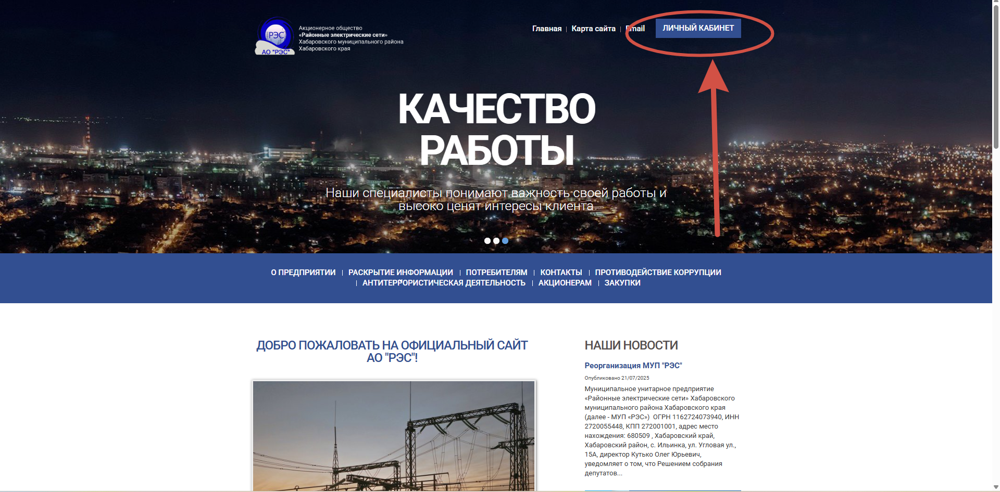 РЭС
АО "РЭС"
Акционерное общество
«Районные электрические сети»
Хабаровского муниципального района
Хабаровского края
Главная | Карта сайта | Email
ЛИЧНЫЙ КАБИНЕТ
КАЧЕСТВО
РАБОТЫ
Наши специалисты понимают важность своей работы и
высоко ценят интересы клиента
О ПРЕДПРИЯТИИ | РАСКРЫТИЕ ИНФОРМАЦИИ | ПОТРЕБИТЕЛЯМ | КОНТАКТЫ | ПРОТИВОДЕЙСТВИЕ КОРРУПЦИИ
| АНТИТЕРРОРИСТИЧЕСКАЯ ДЕЯТЕЛЬНОСТЬ | АКЦИОНЕРАМ | ЗАКУПКИ
ДОБРО ПОЖАЛОВАТЬ НА ОФИЦИАЛЬНЫЙ САЙТ
АО "РЭС"!
НАШИ НОВОСТИ
Реорганизация МУП "РЭС"
Опубликовано 21/07/2025
Муниципальное унитарное предприятие
«Районные электрические сети» Хабаровского
муниципального района Хабаровского края
(далее - МУП «РЭС») ОГРН 1162724073940, ИНН
2720055448, КПП 272001001, адрес место
нахождения: 680509 , Хабаровский край,
Хабаровский район, с. Ильинка, ул. Угловая ул.,
15А, директор Кутько Олег Юрьевич,
уведомляет о том, что Решением собрания
депутатов...